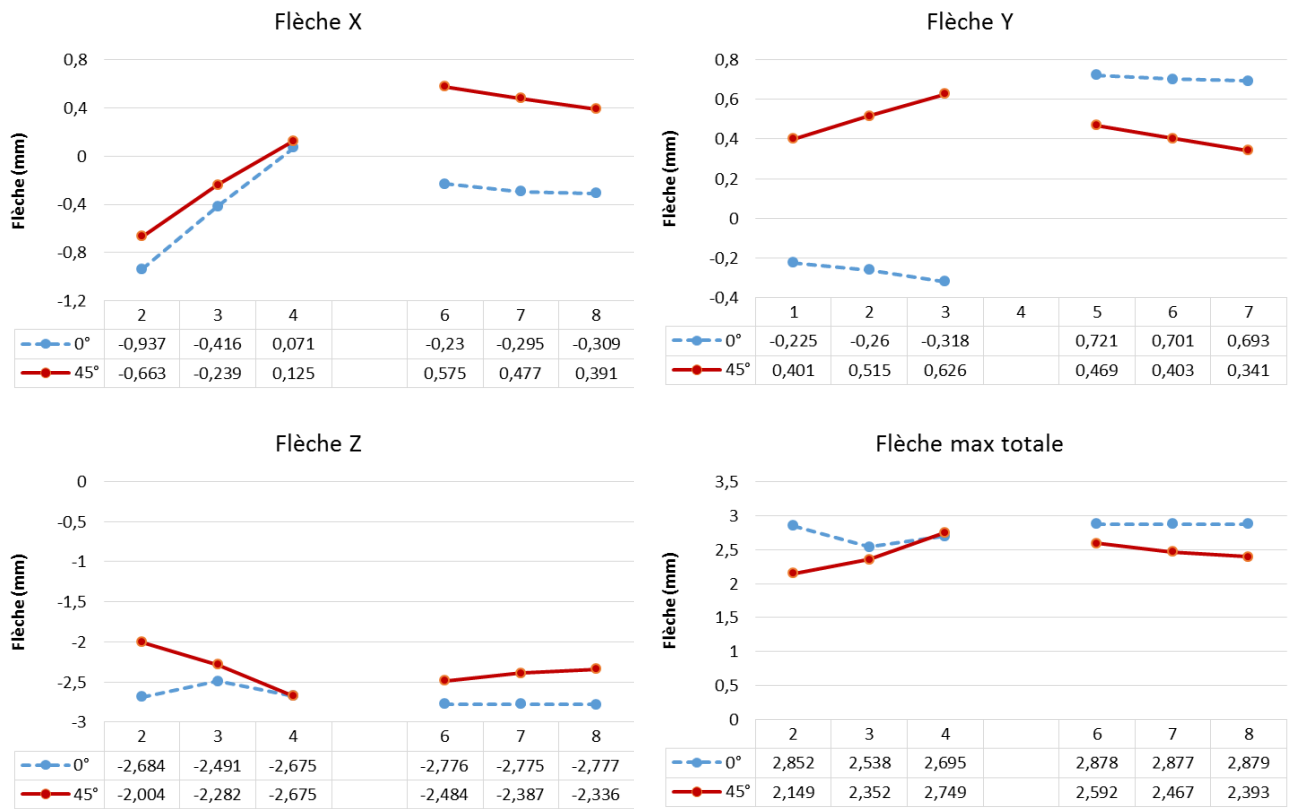 Flèche X
Flèche (mm)
0,8
0,4
0
-0,4
-0,8
-1,2
2 3 4 6 7 8
0° -0,937 -0,416 0,071 -0,23 -0,295 -0,309
45° -0,663 -0,239 0,125 0,575 0,477 0,391
Flèche Y
Flèche (mm)
0,8
0,6
0,4
0,2
0
-0,2
-0,4
1 2 3 4 5 6 7
0° -0,225 -0,26 -0,318 0,721 0,701 0,693
45° 0,401 0,515 0,626 0,469 0,403 0,341
Flèche Z
Flèche (mm)
0
-0,5
-1
-1,5
-2
-2,5
-3
2 3 4 6 7 8
0° -2,684 -2,491 -2,675 -2,776 -2,775 -2,777
45° -2,004 -2,282 -2,675 -2,484 -2,387 -2,336
Flèche max totale
Flèche (mm)
3,5
3
2,5
2
1,5
1
0,5
0
2 3 4 6 7 8
0° 2,852 2,538 2,695 2,878 2,877 2,879
45° 2,149 2,352 2,749 2,592 2,467 2,393